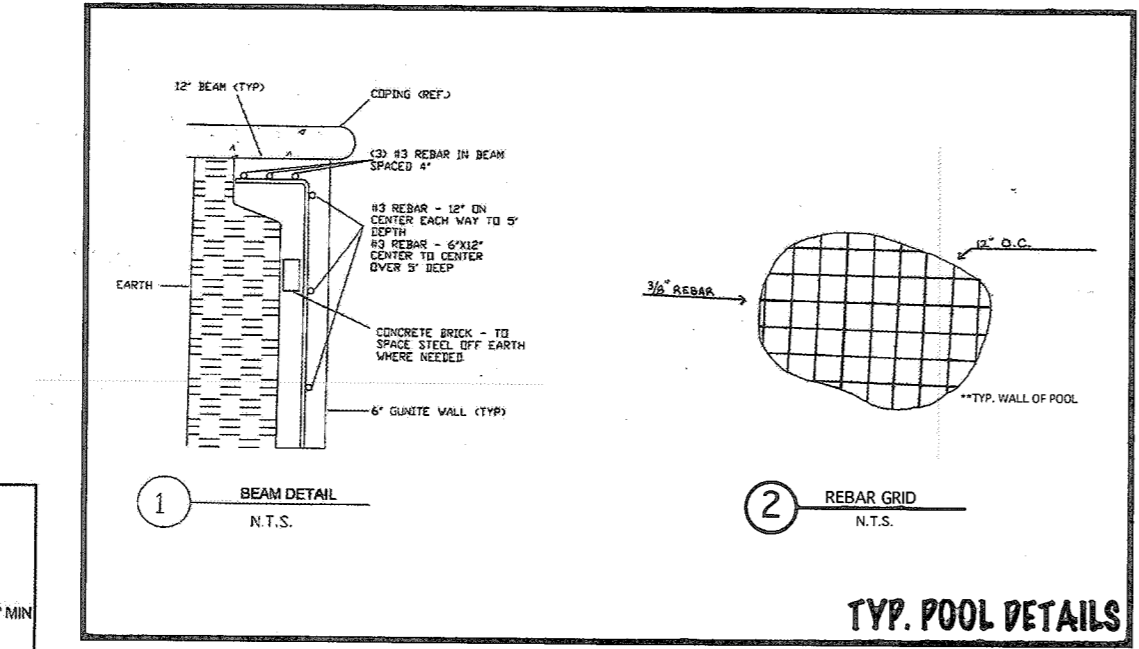 12" BEAM (TYP)
COPING (REF.)
(3) #3 REBAR IN BEAM
SPACED 4"
#3 REBAR - 12" ON
CENTER EACH WAY TO 5'
DEPTH
#3 REBAR - 6"X12"
CENTER TO CENTER
OVER 5' DEEP
EARTH
CONCRETE BRICK - TO
SPACE STEEL OFF EARTH
WHERE NEEDED
6" GUNITE WALL (TYP)
1
BEAM DETAIL
N.T.S.
12" O.C.
3/8" REBAR
**TYP. WALL OF POOL
2
REBAR GRID
N.T.S.
TYP. POOL DETAILS
MIN